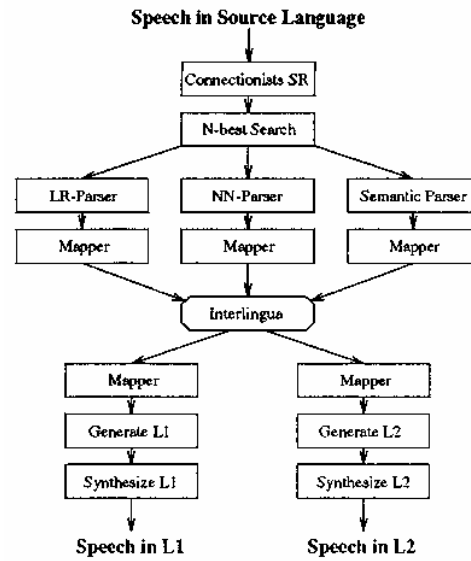 Speech in Source Language
Connectionists SR
N-best Search
LR-Parser
NN-Parser
Semantic Parser
Mapper
Mapper
Mapper
Interlingua
Mapper
Mapper
Generate L1
Generate L2
Synthesize L1
Synthesize L2
Speech in L1
Speech in L2